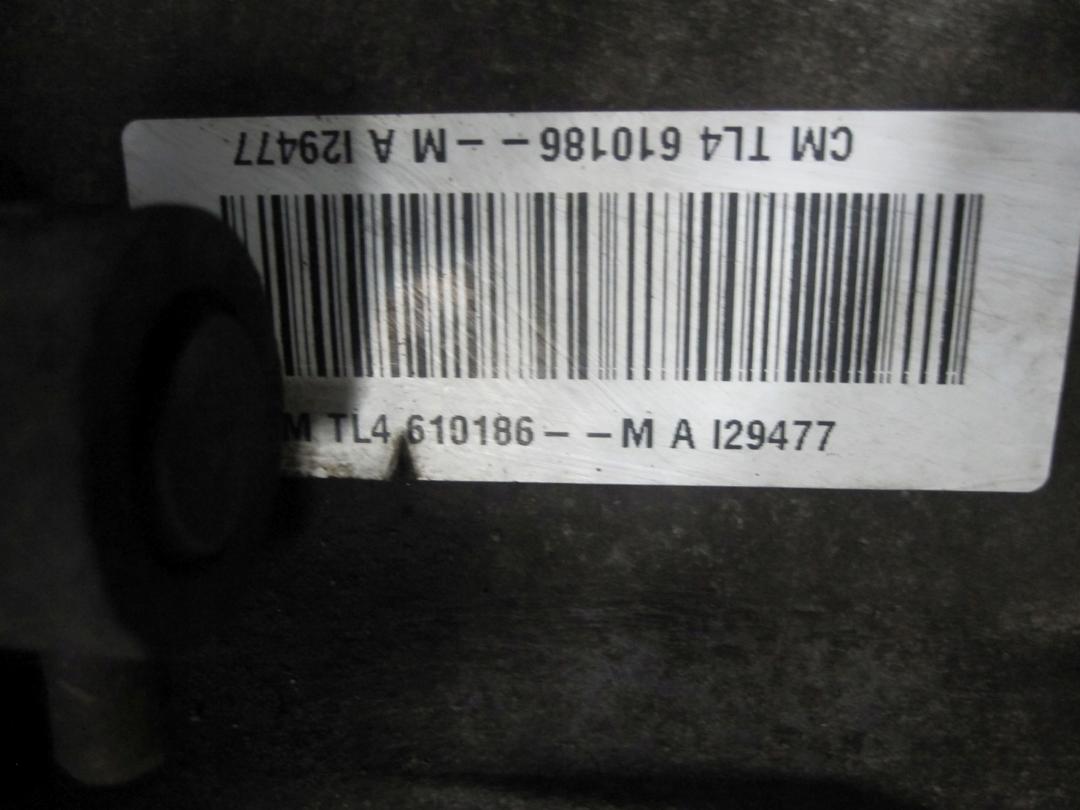 CM TL4 610186 – – M A I29477
M TL4 610186 – – M A I29477